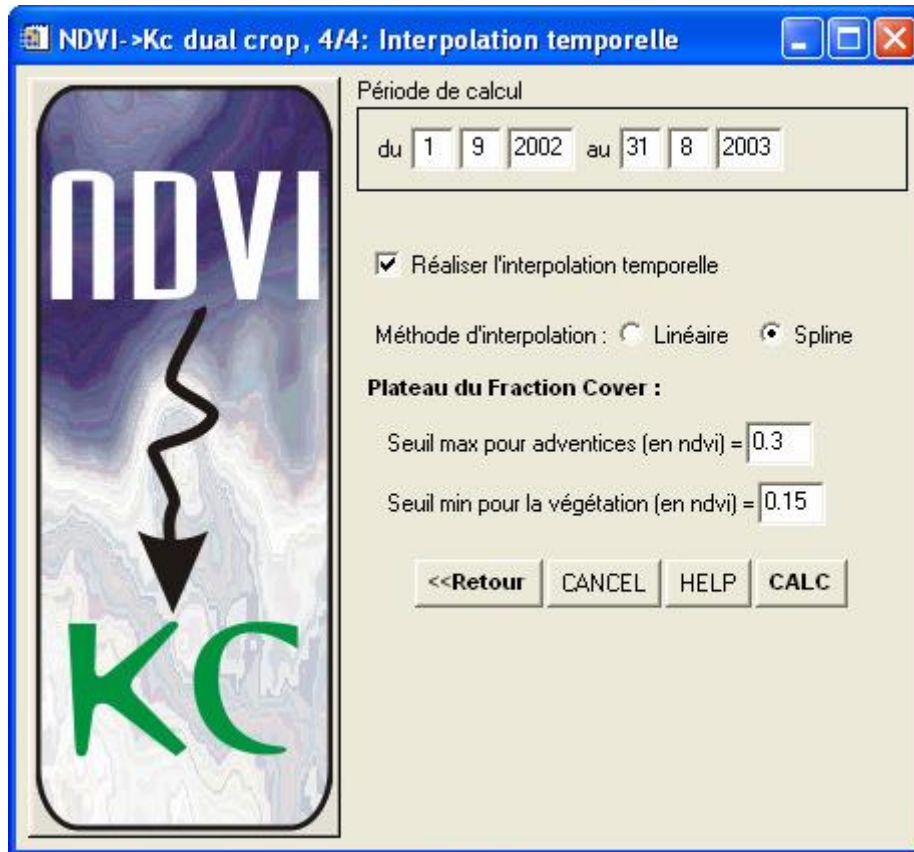 NDVI->Kc dual crop, 4/4: Interpolation temporelle
NDVI
KC
Période de calcul
du 1 9 2002 au 31 8 2003
Réaliser l'interpolation temporelle
Méthode d'interpolation : Linéaire Spline
Plateau du Fraction Cover :
Seuil max pour adventices (en ndvi) = 0.3
Seuil min pour la végétation (en ndvi) = 0.15
<<Retour CANCEL HELP CALC